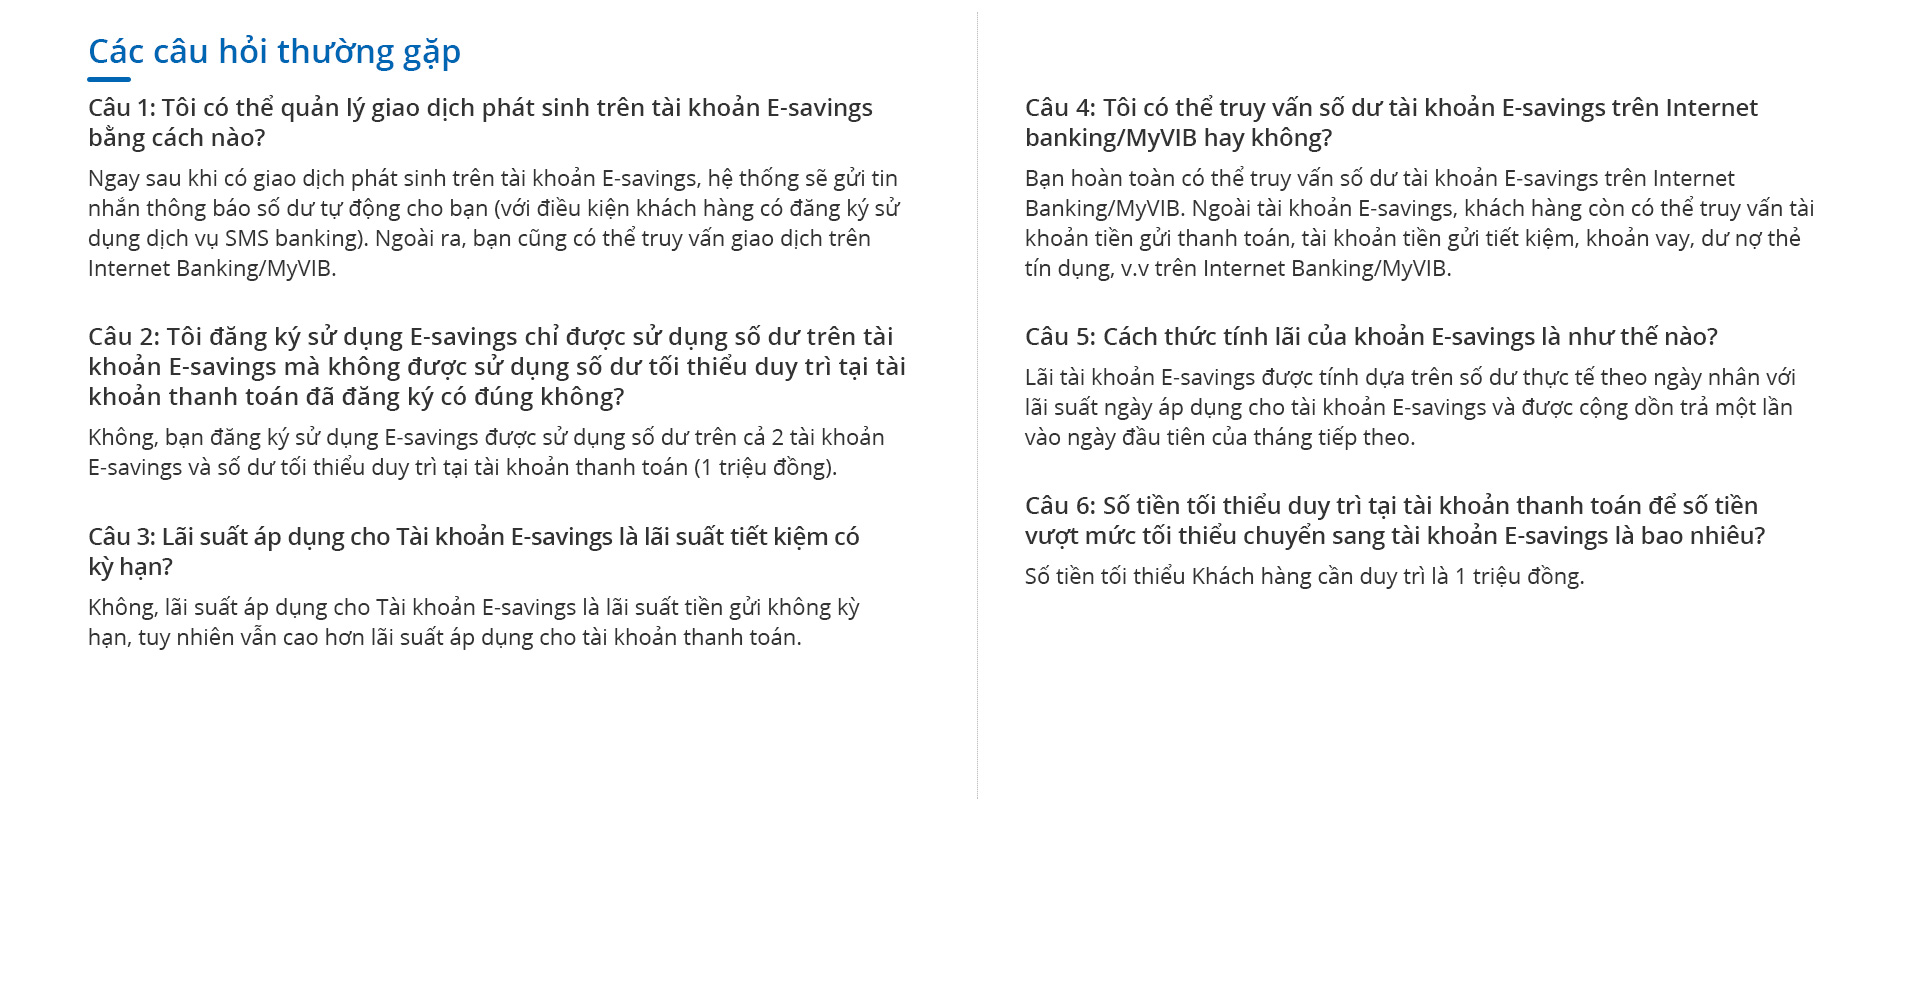 Các câu hỏi thường gặp
Câu 1: Tôi có thể quản lý giao dịch phát sinh trên tài khoản E-savings
bằng cách nào?
Ngay sau khi có giao dịch phát sinh trên tài khoản E-savings, hệ thống sẽ gửi tin
nhắn thông báo số dư tự động cho bạn (với điều kiện khách hàng có đăng ký sử
dụng dịch vụ SMS banking). Ngoài ra, bạn cũng có thể truy vấn giao dịch trên
Internet Banking/MyVIB.
Câu 2: Tôi đăng ký sử dụng E-savings chỉ được sử dụng số dư trên tài
khoản E-savings mà không được sử dụng số dư tối thiểu duy trì tại tài
khoản thanh toán đã đăng ký có đúng không?
Không, bạn đăng ký sử dụng E-savings được sử dụng số dư trên cả 2 tài khoản
E-savings và số dư tối thiểu duy trì tại tài khoản thanh toán (1 triệu đồng).
Câu 3: Lãi suất áp dụng cho Tài khoản E-savings là lãi suất tiết kiệm có
kỳ hạn?
Không, lãi suất áp dụng cho Tài khoản E-savings là lãi suất tiền gửi không kỳ
hạn, tuy nhiên vẫn cao hơn lãi suất áp dụng cho tài khoản thanh toán.
Câu 4: Tôi có thể truy vấn số dư tài khoản E-savings trên Internet
banking/MyVIB hay không?
Bạn hoàn toàn có thể truy vấn số dư tài khoản E-savings trên Internet
Banking/MyVIB. Ngoài tài khoản E-savings, khách hàng còn có thể truy vấn tài
khoản tiền gửi thanh toán, tài khoản tiền gửi tiết kiệm, khoản vay, dư nợ thẻ
tín dụng, v.v trên Internet Banking/MyVIB.
Câu 5: Cách thức tính lãi của khoản E-savings là như thế nào?
Lãi tài khoản E-savings được tính dựa trên số dư thực tế theo ngày nhân với
lãi suất ngày áp dụng cho tài khoản E-savings và được cộng dồn trả một lần
vào ngày đầu tiên của tháng tiếp theo.
Câu 6: Số tiền tối thiểu duy trì tại tài khoản thanh toán để số tiền
vượt mức tối thiểu chuyển sang tài khoản E-savings là bao nhiêu?
Số tiền tối thiểu Khách hàng cần duy trì là 1 triệu đồng.